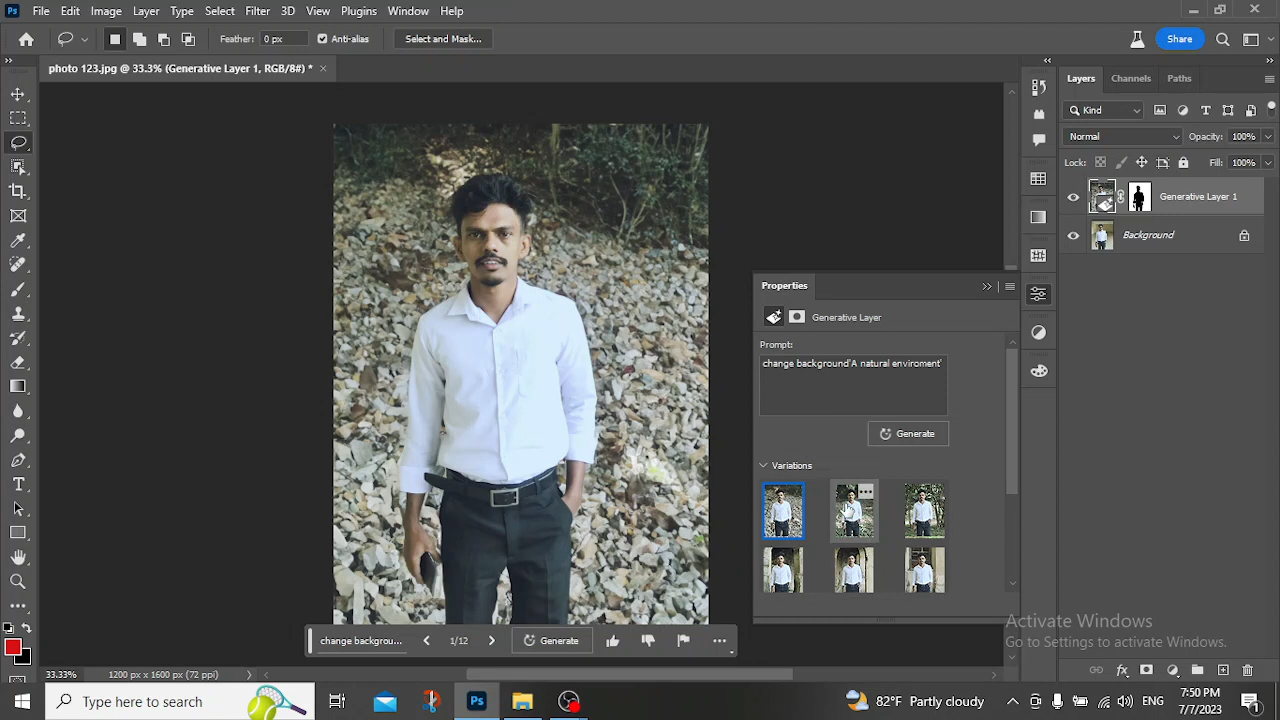 File Edit Image Layer Type Select Filter 3D View Plugins Window Help
Feather: 0 px Anti-alias Select and Mask... Share
photo 123.jpg @ 33.3% (Generative Layer 1, RGB/8#) *
Layers Channels Paths
Kind
Normal Opacity: 100%
Lock: Fill: 100%
Generative Layer 1
Background
Properties
Generative Layer
Prompt:
change background'A natural enviroment'
Generate
Variations
change backgrou... 1/12 Generate
Activate Windows
Go to Settings to activate Windows.
33.33% 1200 px x 1600 px (72 ppi)
Type here to search
82°F Partly cloudy
ENG
7:50 PM
7/7/2023